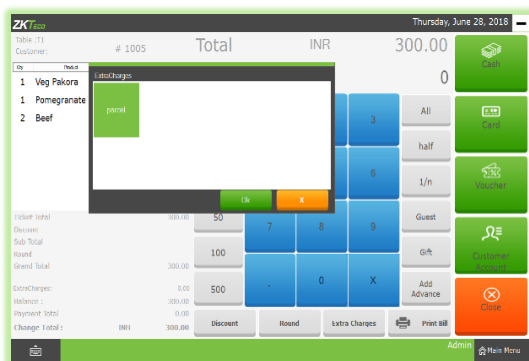 ZKTeco
Thursday, June 28, 2018
Table :T1
Customer:
# 1005
Total
INR
300.00
0
Qty
Product
1 Veg Pakora
1 Pomegranate
2 Beef
ExtraCharges
parcel
Ok
X
3
6
7
8
9
.
0
X
50
100
500
All
half
1/n
Guest
Gift
Add
Advance
Cash
Card
Voucher
Customer
Account
Close
Ticket Total 300.00
Discount
Sub Total
Round
Grand Total 300.00
ExtraCharges: 0.00
Balance : 300.00
Payment Total 0.00
Change Total : INR 300.00
Discount
Round
Extra Charges
Print Bill
Admin
Main Menu